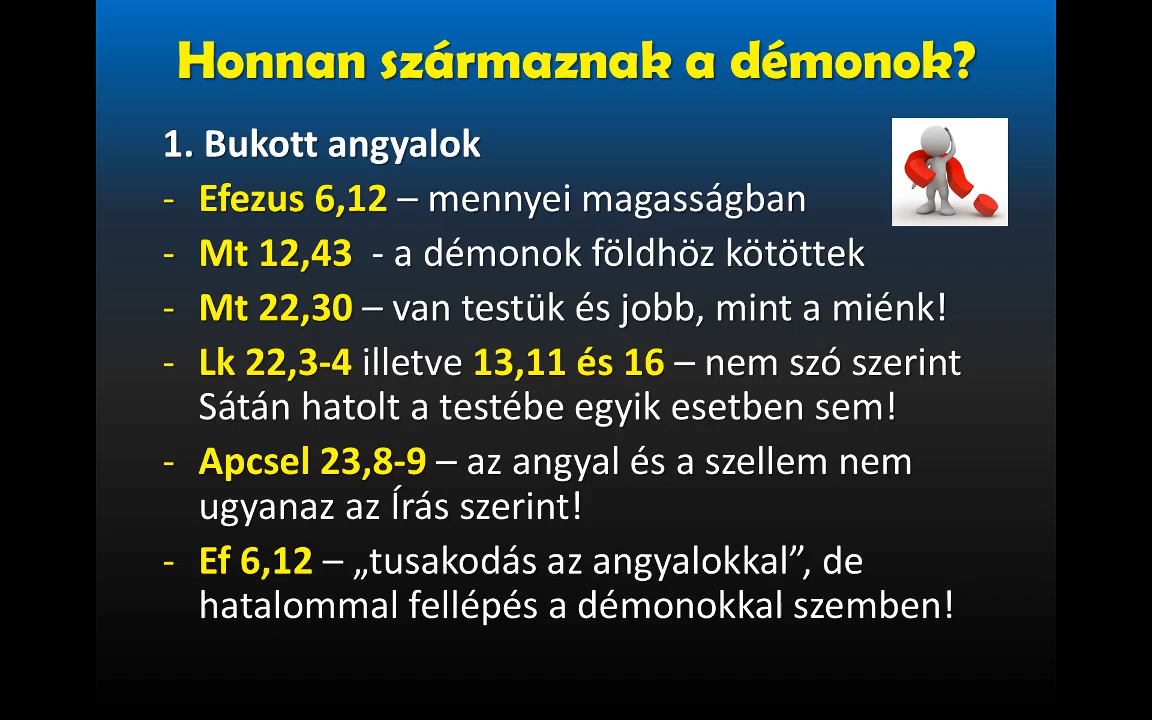 Honnan származnak a démonok?
1. Bukott angyalok
- Efezus 6,12 – mennyei magasságban
- Mt 12,43 - a démonok földhöz kötöttek
- Mt 22,30 – van testük és jobb, mint a miénk!
- Lk 22,3-4 illetve 13,11 és 16 – nem szó szerint
Sátán hatolt a testébe egyik esetben sem!
- Apcsel 23,8-9 – az angyal és a szellem nem
ugyanaz az Írás szerint!
- Ef 6,12 – „tusakodás az angyalokkal”, de
hatalommal fellépés a démonokkal szemben!